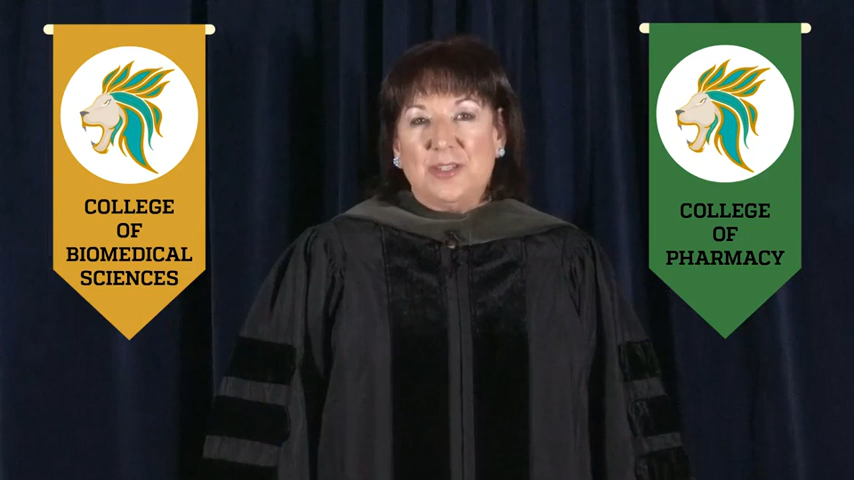 COLLEGE
OF
BIOMEDICAL
SCIENCES
COLLEGE
OF
PHARMACY